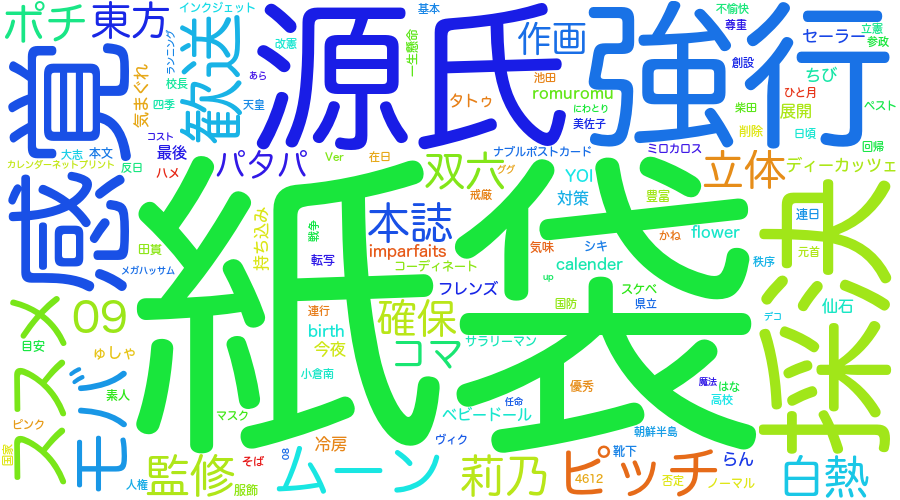 ポチ
東方
インクジェット
改憲
歓送
源氏
基本
一生懸命
作画
強行
不愉快
尊重
セーラー
立憲
参政
創設
ちび
ベスト
感覚
気まぐれ
ランニング
校長
四季
天皇
あら
コスト
タトゥ
池田
romuromu
にわとり
美佐子
柴田
ひと月
展開
削除
日頃
回帰
大志
本文
最後
カレンダーネットプリント
反日
ハメ
パタパ
Ver
在日
双六
ググ
戒厳
ナプルポストカード
ミロカロス
立体
ディーカッツェ
YOI
対策
豊富
連日
採決
紙袋
田賞
メガハッサム
持ち込み
戦争
転写
本誌
imparfaits
コーディネート
フレンズ
気味
シキ
かね
flower
calender
up
スケベ
国防
県立
秩序
元首
仙石
デコ
ススメ
09
目安
ゅしゃ
モバ
素人
ピンク
国家
連行
birth
今夜
小倉南
確保
コマ
サラリーマン
マスク
優秀
任命
ベビードール
魔法
はな
高校
冷房
ヴィク
朝鮮半島
靴下
らん
人権
監修
服飾
そば
08
ムーン
莉乃
ピッチ
4612
否定
ノーマル
白熱